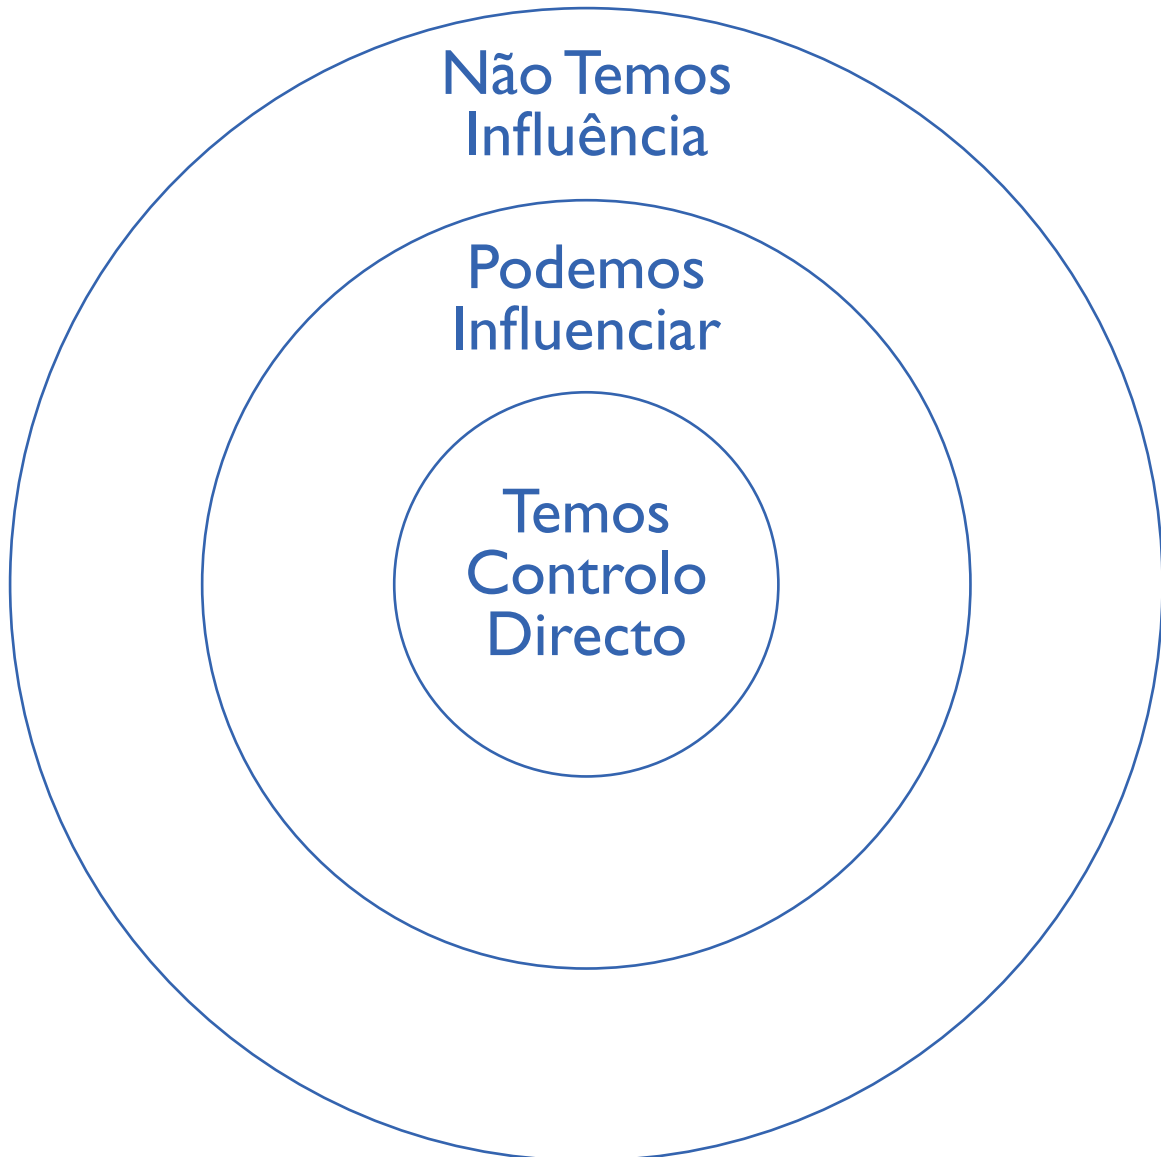 Não Temos
Influência
Podemos
Influenciar
Temos
Controlo
Directo